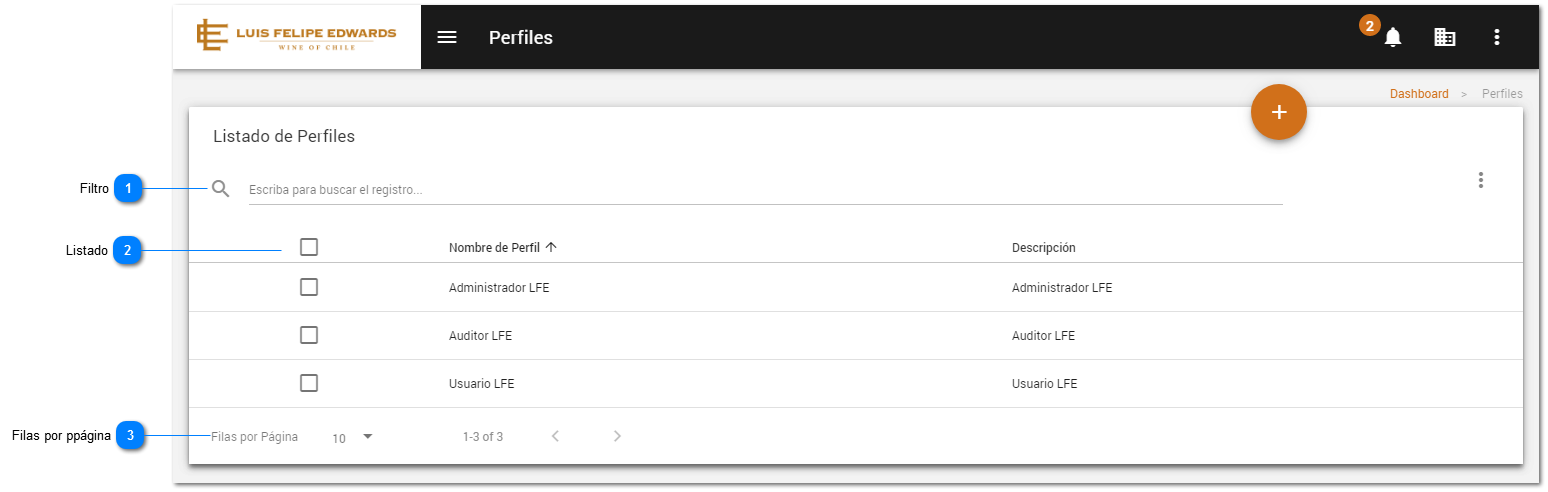 LUIS FELIPE EDWARDS
WINE OF CHILE
Perfiles
2
Dashboard > Perfiles
Listado de Perfiles
Filtro 1
Escriba para buscar el registro...
Listado 2
Nombre de Perfil Descripción
Administrador LFE Administrador LFE
Auditor LFE Auditor LFE
Usuario LFE Usuario LFE
Filas por ppágina 3
Filas por Página 10 1-3 of 3